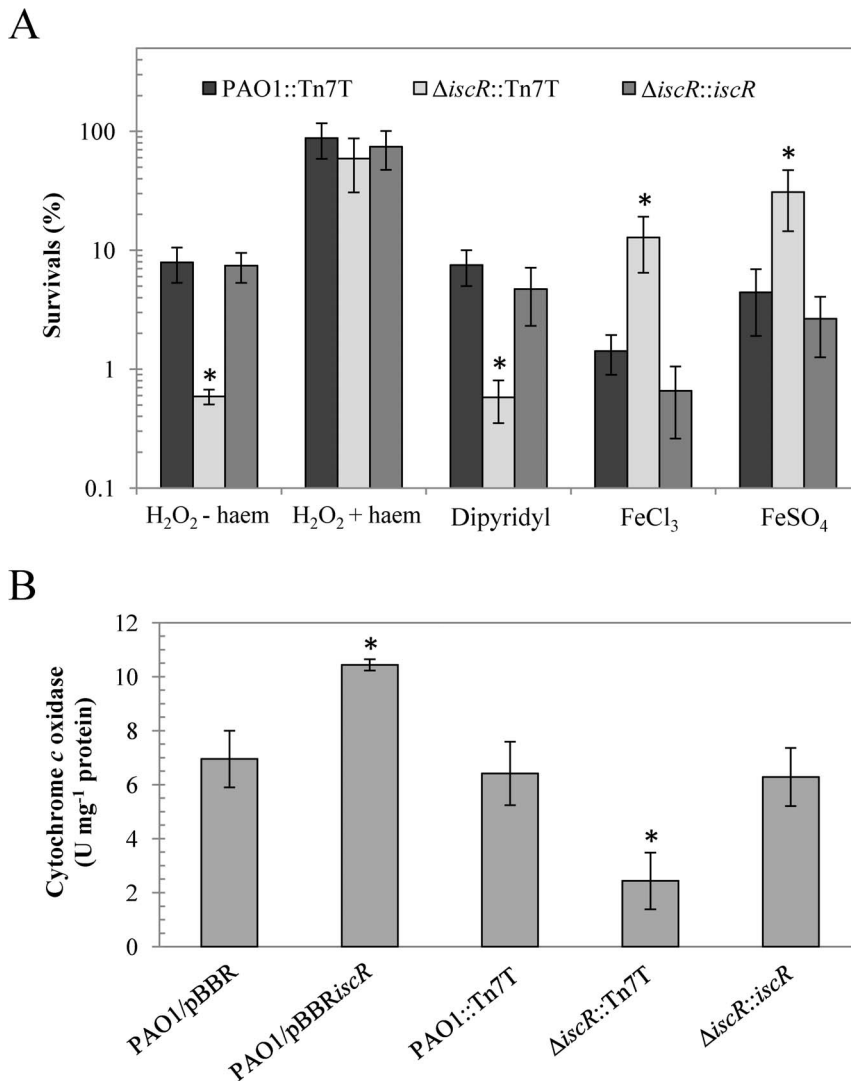 A
PAO1::Tn7T ΔiscR::Tn7T ΔiscR::iscR
Survivals (%)
100
10
1
0.1
* * * *
H₂O₂ - haem H₂O₂ + haem Dipyridyl FeCl₃ FeSO₄
B
Cytochrome c oxidase
(U mg⁻¹ protein)
12
10
8
6
4
2
0
* *
PAO1/pBBR PAO1/pBBRiscR PAO1::Tn7T ΔiscR::Tn7T ΔiscR::iscR